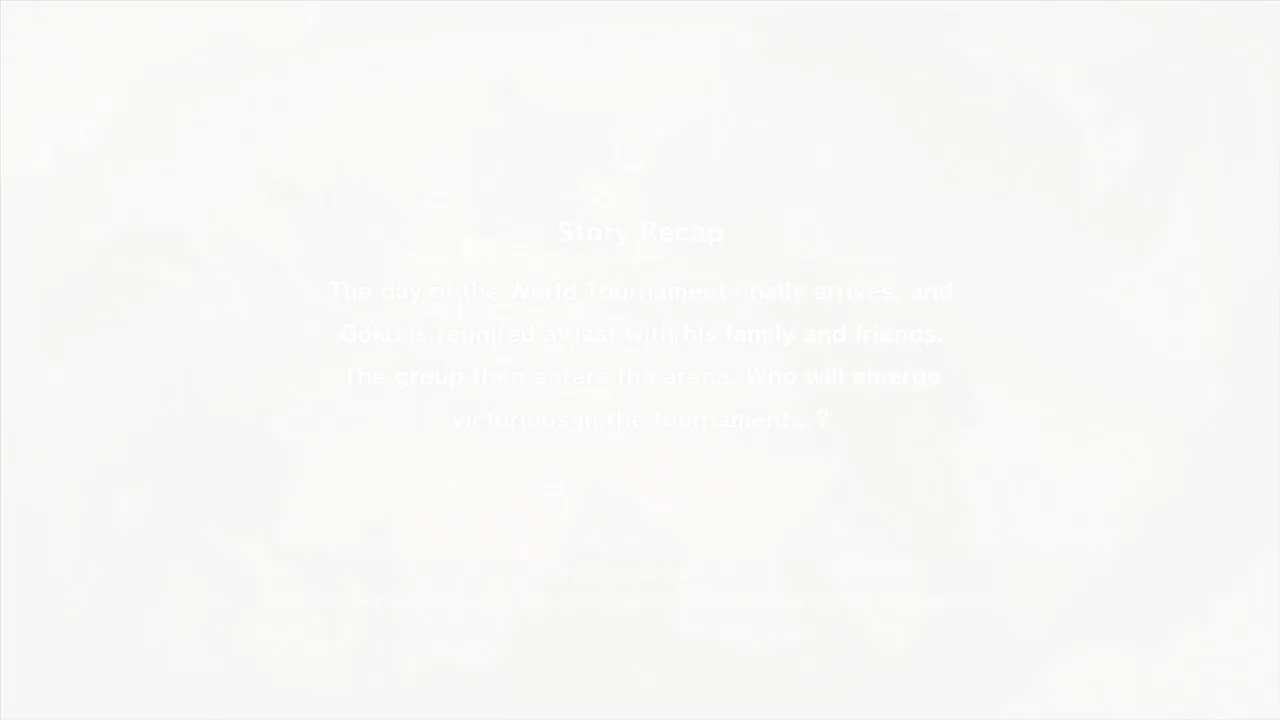 Story Recap
The day of the World Tournament finally arrives, and
Goku is reunited at last with his family and friends.
The group then enters the arena. Who will emerge
victorious in the tournament...?